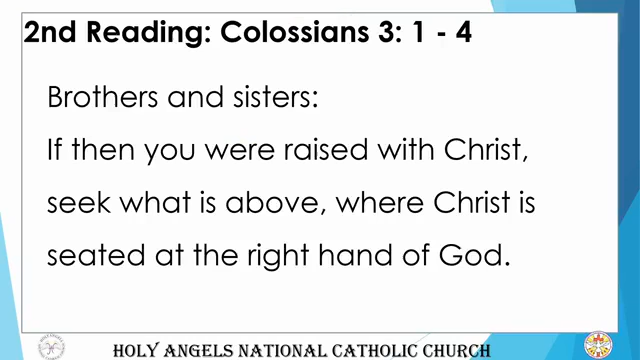 2nd Reading: Colossians 3: 1 - 4
Brothers and sisters:
If then you were raised with Christ,
seek what is above, where Christ is
seated at the right hand of God.
HOLY ANGELS NATIONAL CATHOLIC CHURCH